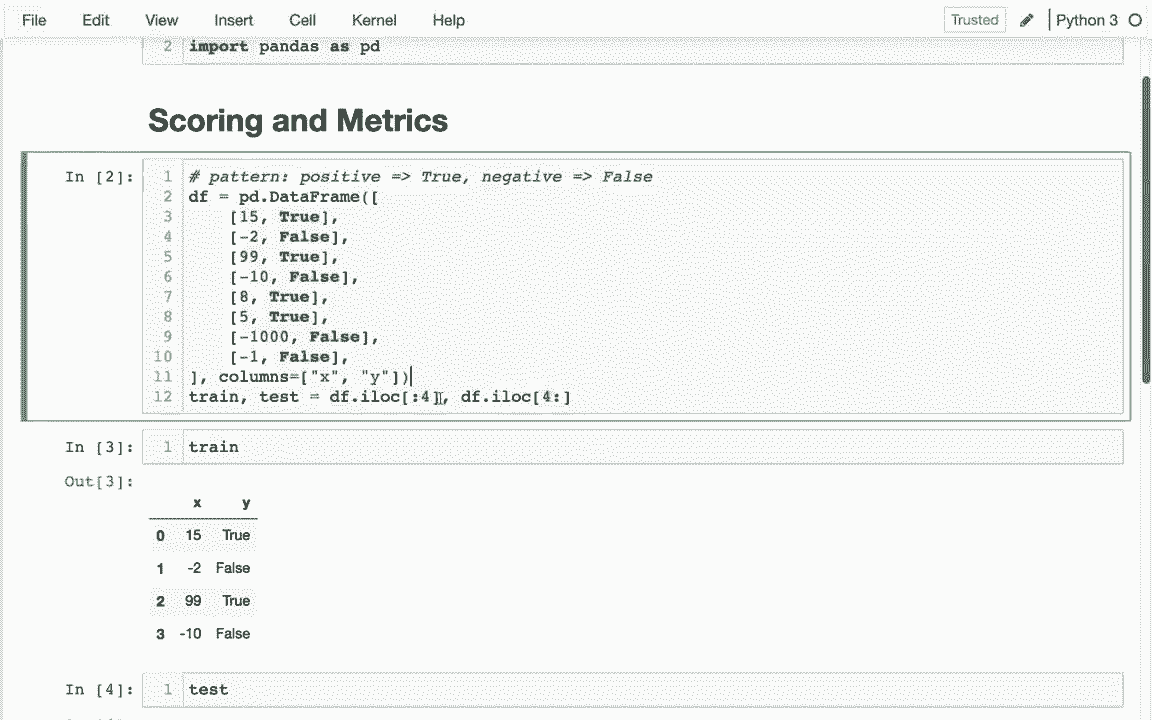 File Edit View Insert Cell Kernel Help Trusted Python 3
2 import pandas as pd
Scoring and Metrics
In [2]: 1 # pattern: positive => True, negative => False
2 df = pd.DataFrame([
3 [15, True],
4 [-2, False],
5 [99, True],
6 [-10, False],
7 [8, True],
8 [5, True],
9 [-1000, False],
10 [-1, False],
11 ], columns=["x", "y"])
12 train, test = df.iloc[:4], df.iloc[4:]
In [3]: 1 train
Out[3]:
x y
0 15 True
1 -2 False
2 99 True
3 -10 False
In [4]: 1 test